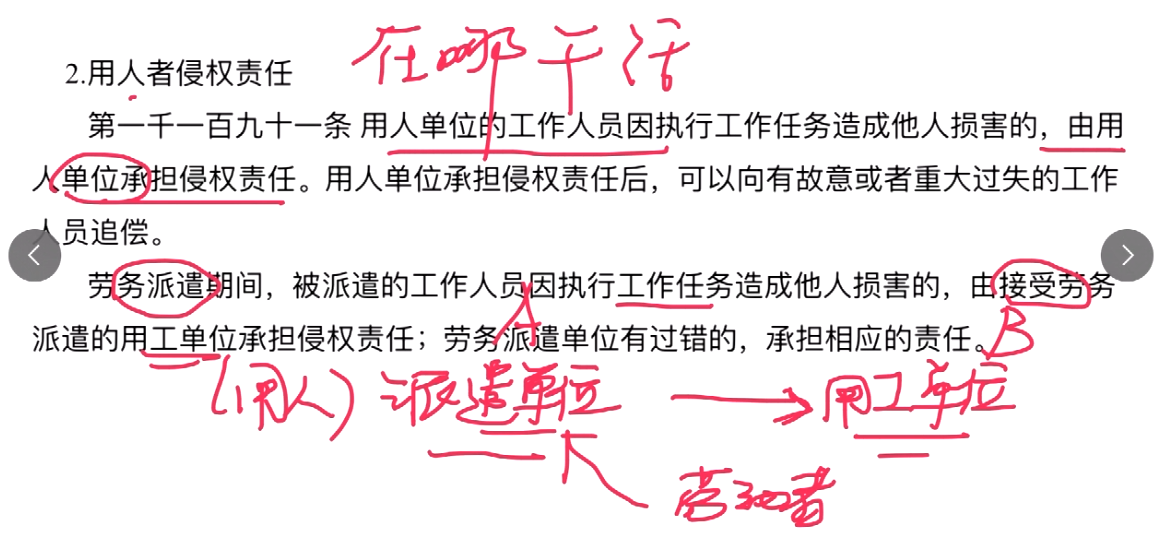 在哪干活
2.用人者侵权责任
第一千一百九十一条 用人单位的工作人员因执行工作任务造成他人损害的，由用
人单位承担侵权责任。用人单位承担侵权责任后，可以向有故意或者重大过失的工作
人员追偿。
劳务派遣期间，被派遣的工作人员因执行工作任务造成他人损害的，由接受劳务
派遣的用工单位承担侵权责任；劳务派遣单位有过错的，承担相应的责任。
A B
(用人) 派遣单位 用工单位
劳动者